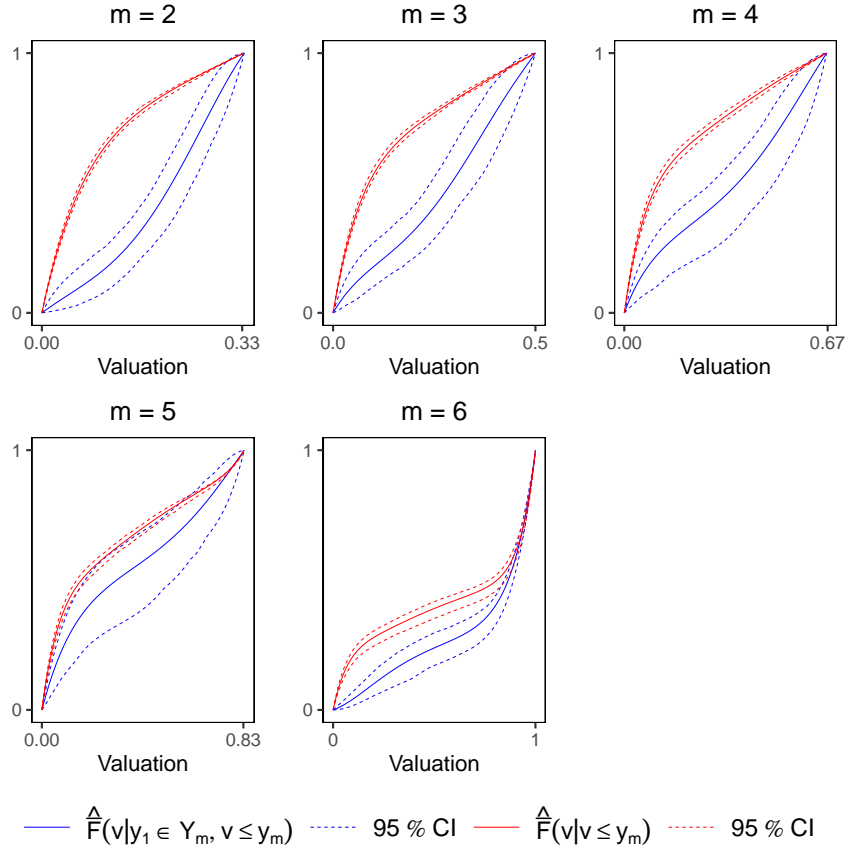 m = 2
m = 3
m = 4
1
0
0.00
0.33
Valuation
1
0
0.0
0.5
Valuation
1
0
0.00
0.67
Valuation
m = 5
m = 6
1
0
0.00
0.83
Valuation
1
0
0
1
Valuation
F̂̄(v|y₁ ∈ Yₘ, v ≤ yₘ) 95 % CI F̂̄(v|v ≤ yₘ) 95 % CI